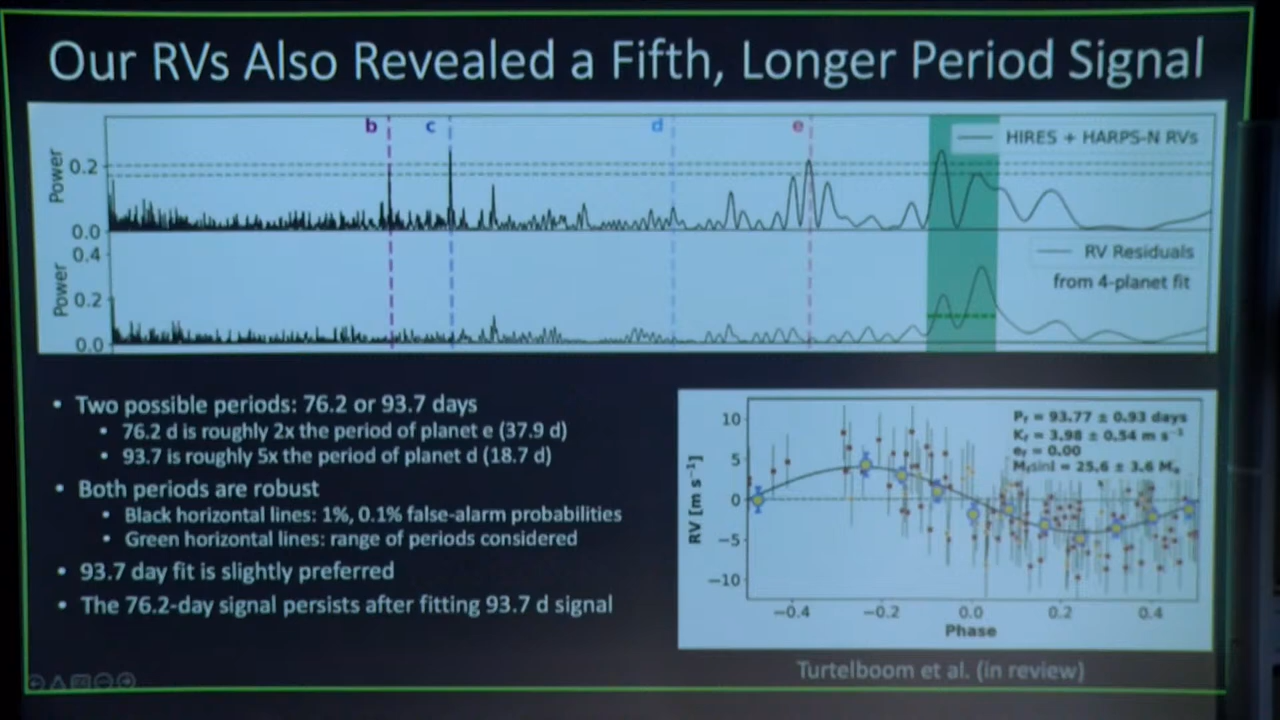 Our RVs Also Revealed a Fifth, Longer Period Signal
b c d e
HIRES + HARPS-N RVs
Power
0.2
0.0
RV Residuals
from 4-planet fit
Power
0.4
0.2
0.0
• Two possible periods: 76.2 or 93.7 days
• 76.2 d is roughly 2x the period of planet e (37.9 d)
• 93.7 is roughly 5x the period of planet d (18.7 d)
• Both periods are robust
• Black horizontal lines: 1%, 0.1% false-alarm probabilities
• Green horizontal lines: range of periods considered
• 93.7 day fit is slightly preferred
• The 76.2-day signal persists after fitting 93.7 d signal
P_f = 93.77 ± 0.93 days
K_f = 3.98 ± 0.54 m s⁻¹
e_f = 0.00
M_f sini = 25.6 ± 3.6 M
RV [m s⁻¹]
10
5
0
−5
−10
−0.4 −0.2 0.0 0.2 0.4
Phase
Turtelboom et al. (in review)